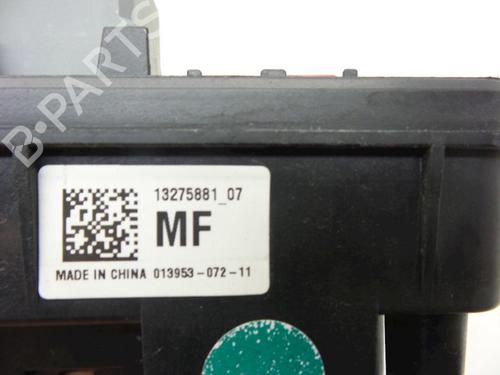 B-PARTS
13275881_07
MF
MADE IN CHINA 013953-072-11